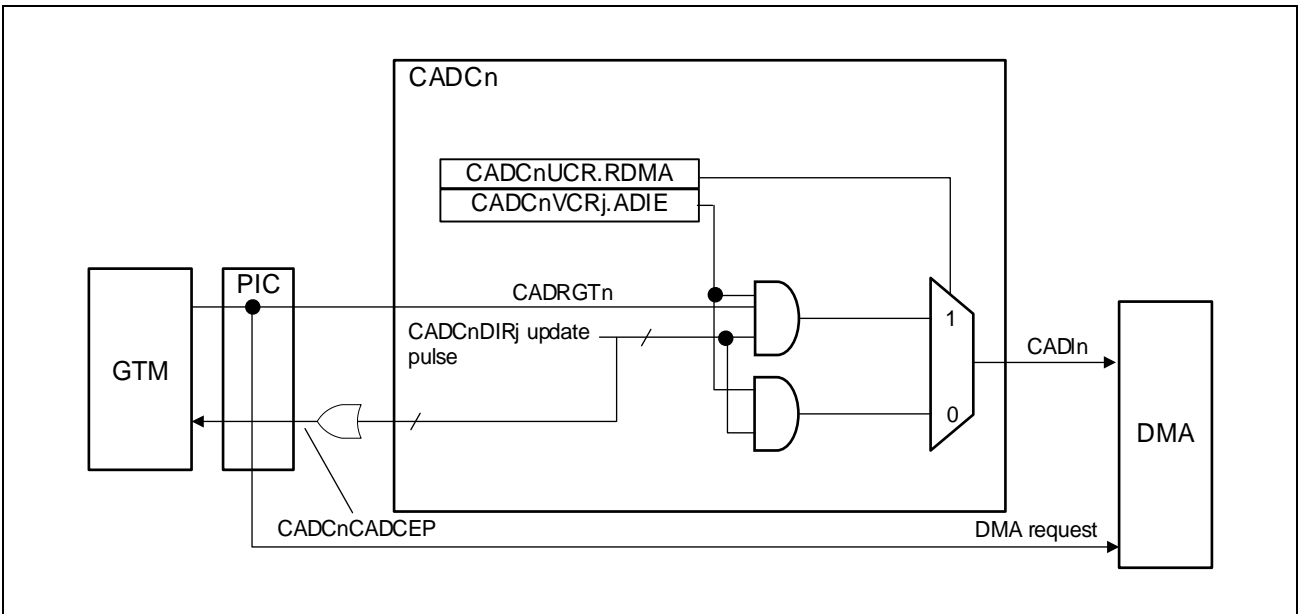 CADCn
CADCnUCR.RDMA
CADCnVCRj.ADIE
PIC
CADRGTn
CADCnDIRj update
pulse
1
CADIn
GTM
0
DMA
CADCnCADCEP
DMA request